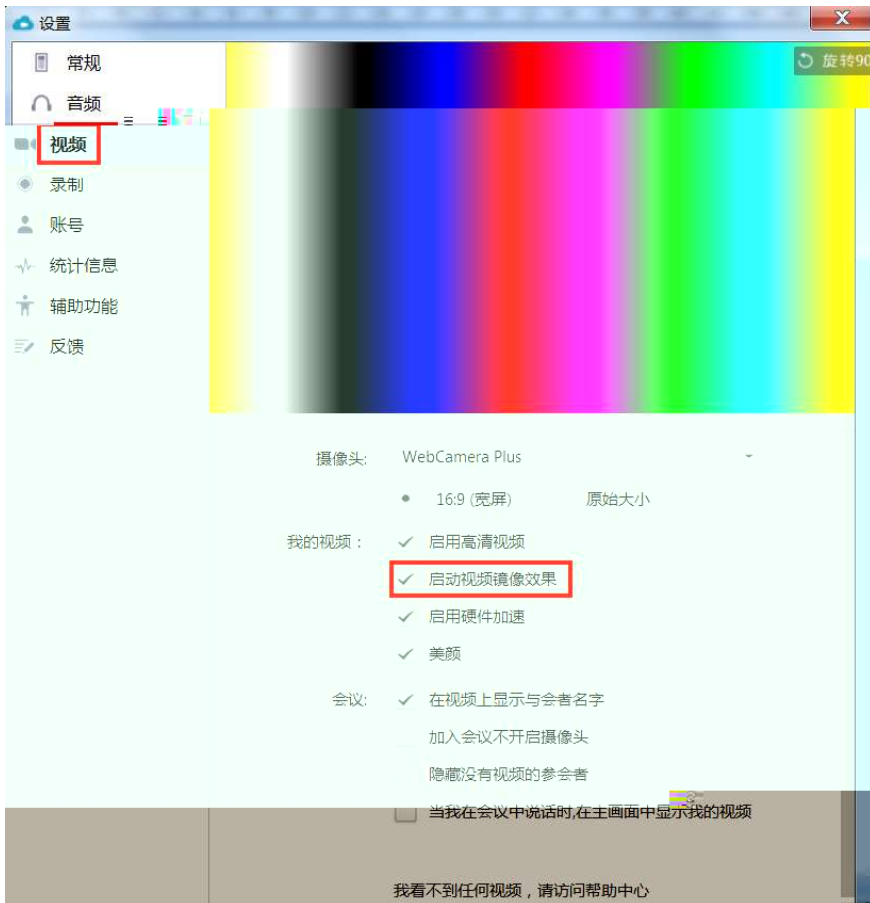 设置
常规
旋转90
音频
视频
录制
账号
统计信息
辅助功能
反馈
摄像头: WebCamera Plus
16:9 (宽屏) 原始大小
我的视频： 启用高清视频
启动视频镜像效果
启用硬件加速
美颜
会议: 在视频上显示与会者名字
加入会议不开启摄像头
隐藏没有视频的参会者
当我在会议中说话时,在主画面中显示我的视频
我看不到任何视频，请访问帮助中心